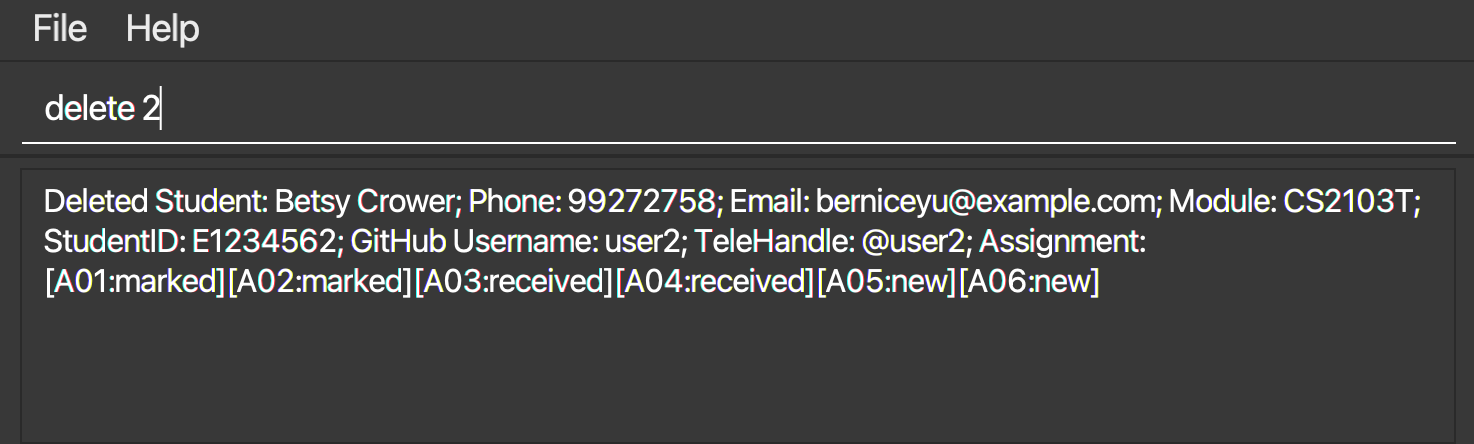 File Help
delete 2
Deleted Student: Betsy Crower; Phone: 99272758; Email: berniceyu@example.com; Module: CS2103T;
StudentID: E1234562; GitHub Username: user2; TeleHandle: @user2; Assignment:
[A01:marked][A02:marked][A03:received][A04:received][A05:new][A06:new]